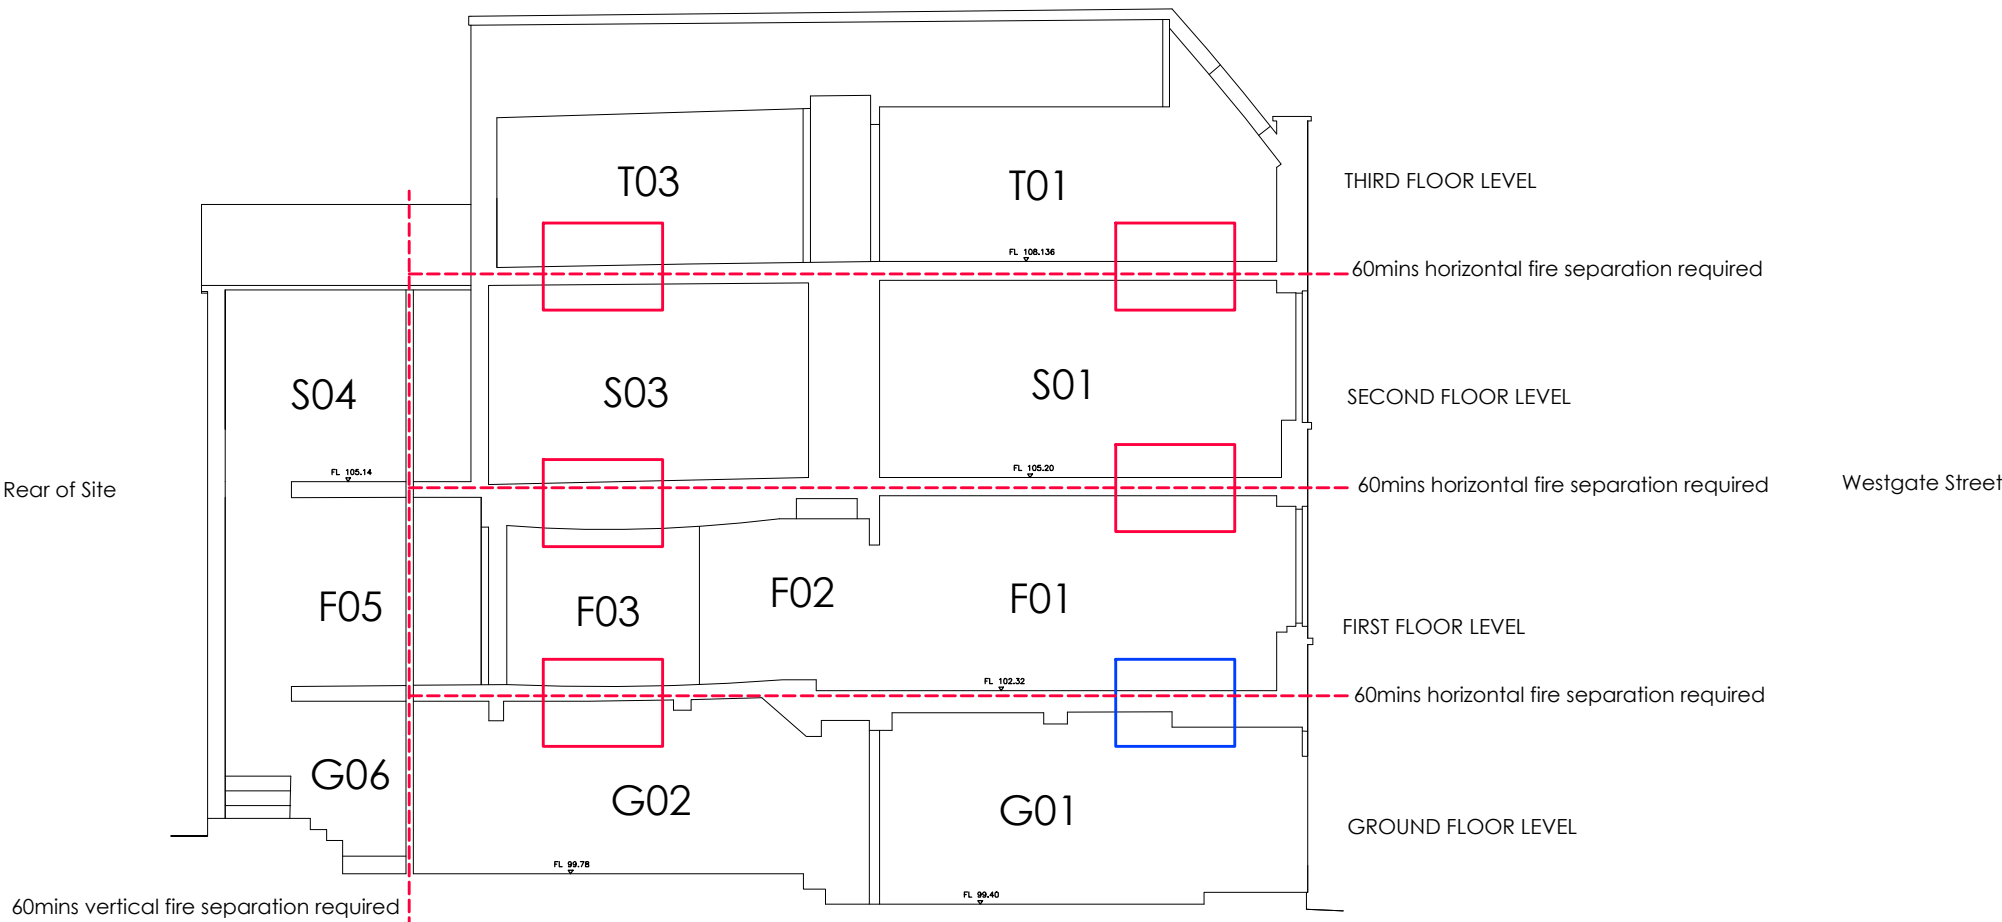 T03
T01
THIRD FLOOR LEVEL
FL 108.136
60mins horizontal fire separation required
S04
S03
S01
SECOND FLOOR LEVEL
FL 105.14
FL 105.20
Rear of Site
60mins horizontal fire separation required
Westgate Street
F05
F03
F02
F01
FIRST FLOOR LEVEL
FL 102.32
60mins horizontal fire separation required
G06
G02
G01
GROUND FLOOR LEVEL
FL 99.78
FL 99.40
60mins vertical fire separation required